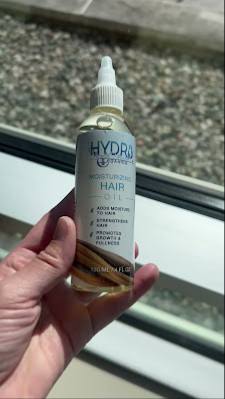 HYDRA
MOISTURIZING
HAIR
OIL
ADDS MOISTURE
TO HAIR
STRENGTHENS
HAIR
PROMOTES
GROWTH &
FULLNESS